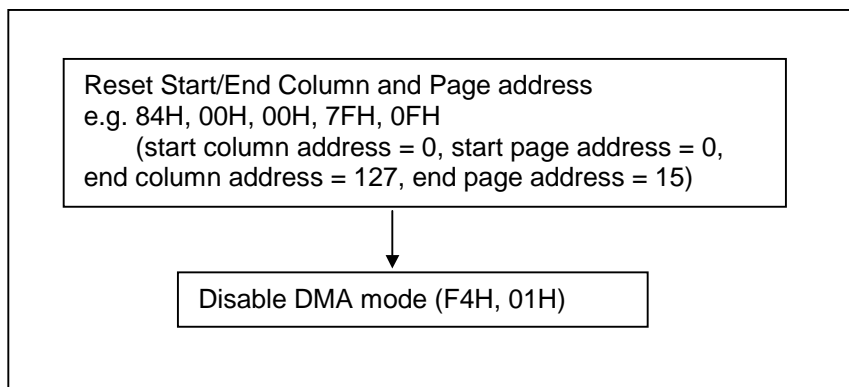 Reset Start/End Column and Page address
e.g. 84H, 00H, 00H, 7FH, 0FH
(start column address = 0, start page address = 0,
end column address = 127, end page address = 15)
Disable DMA mode (F4H, 01H)